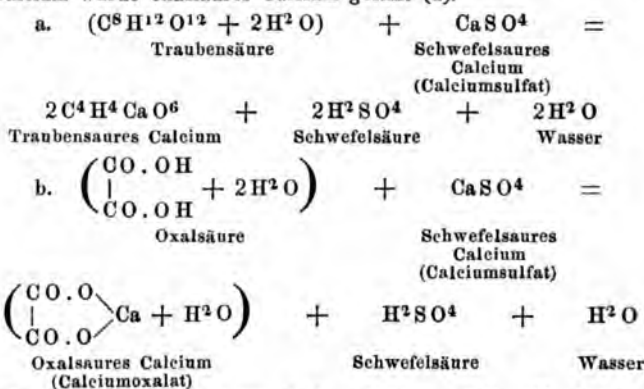 a. (C⁸H¹²O¹² + 2H²O) + CaSO⁴ =
Traubensäure Schwefelsaures
Calcium
(Calciumsulfat)
2C⁴H⁴CaO⁶ + 2H²SO⁴ + 2H²O
Traubensaures Calcium Schwefelsäure Wasser
CO.OH
b. ( | + 2H²O) + CaSO⁴ =
CO.OH
Oxalsäure Schwefelsaures
Calcium
(Calciumsulfat)
CO.O
( | >Ca + H²O) + H²SO⁴ + H²O
CO.O
Oxalsaures Calcium Schwefelsäure Wasser
(Calciumoxalat)